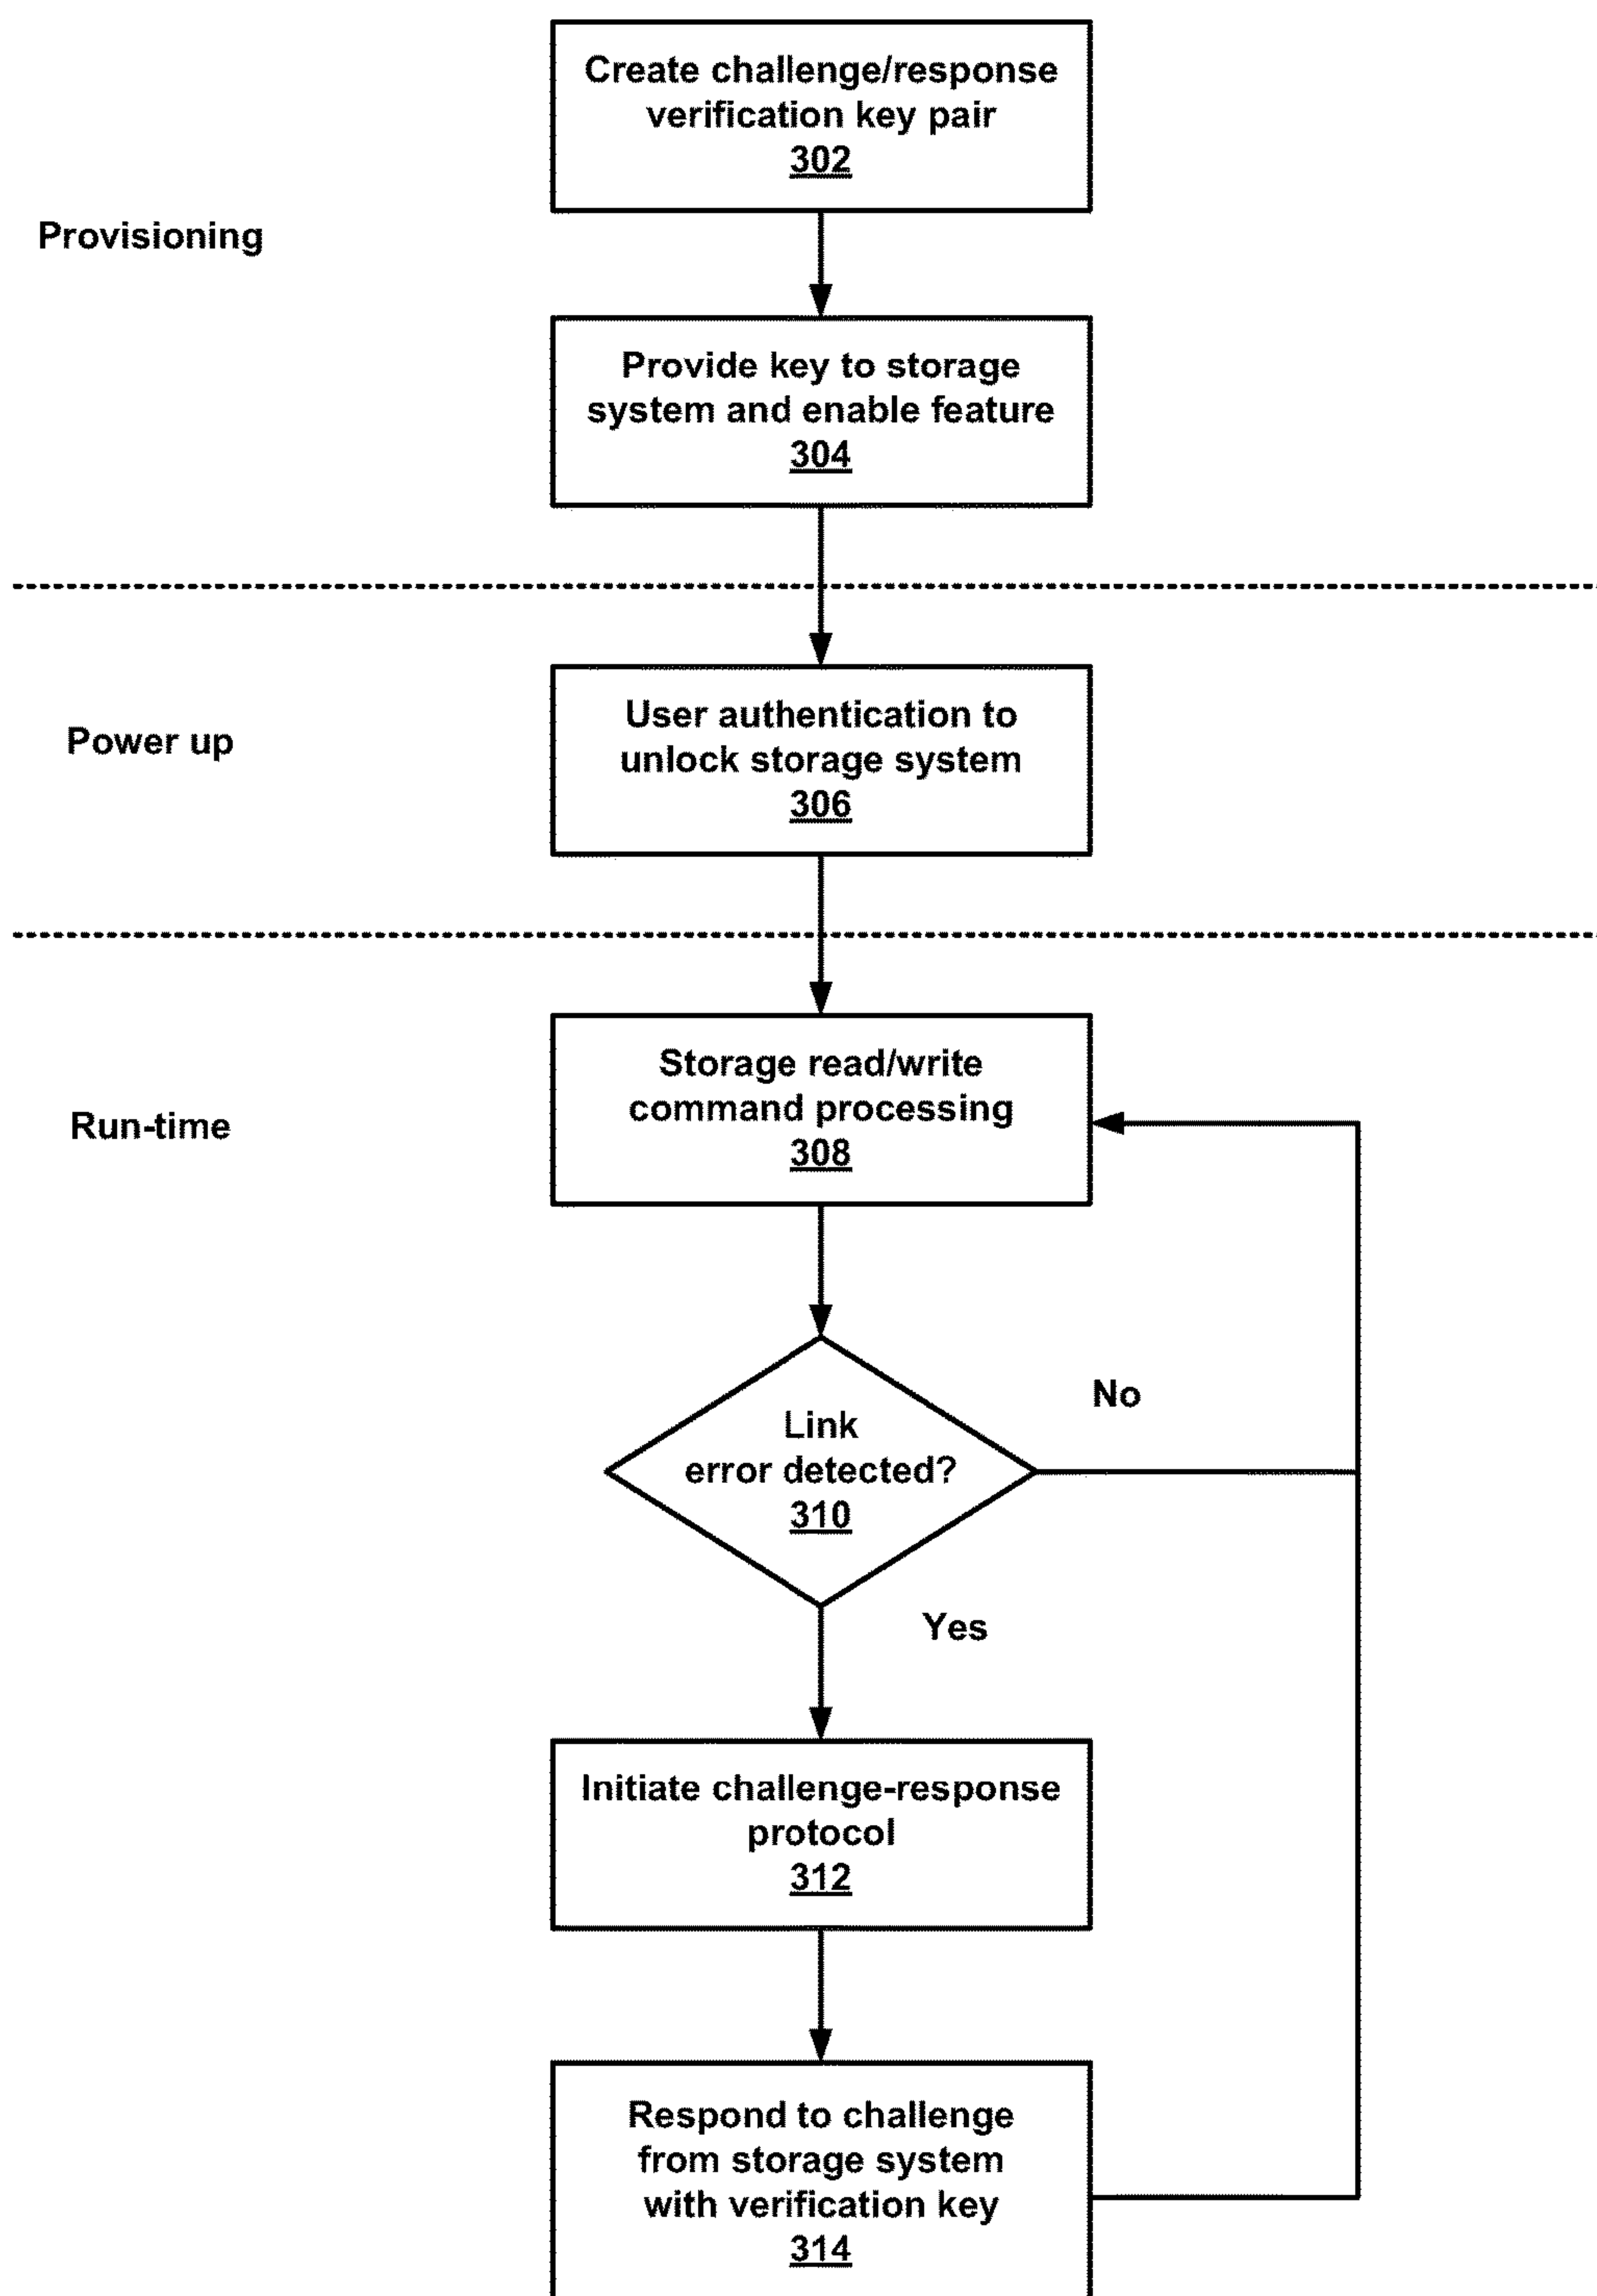 Create challenge/response
verification key pair
302
Provisioning
Provide key to storage
system and enable feature
304
User authentication to
Power up
unlock storage system
306
Storage read/write
command processing
Run-time
308
No
Link
error detected?
310
Yes
Initiate challenge-response
protocol
312
Respond to challenge
from storage system
with verification key
314